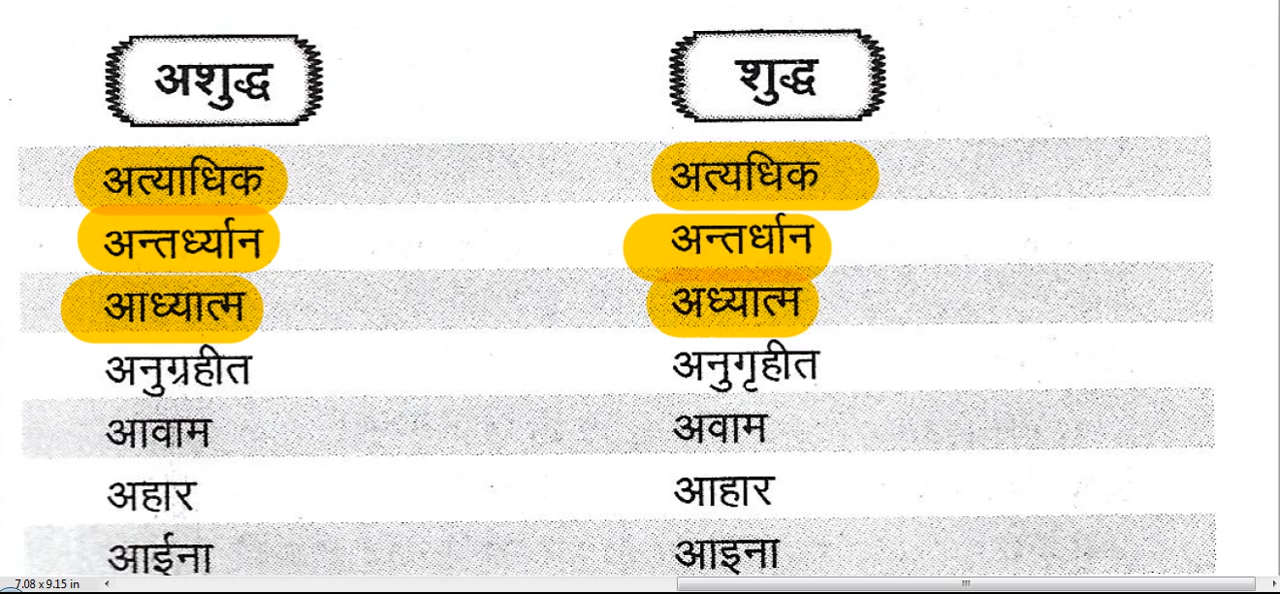 अशुद्ध शुद्ध
अत्याधिक अत्यधिक
अन्तर्ध्यान अन्तर्धान
आध्यात्म अध्यात्म
अनुग्रहीत अनुगृहीत
आवाम अवाम
अहार आहार
आईना आइना
7.08 x 9.15 in